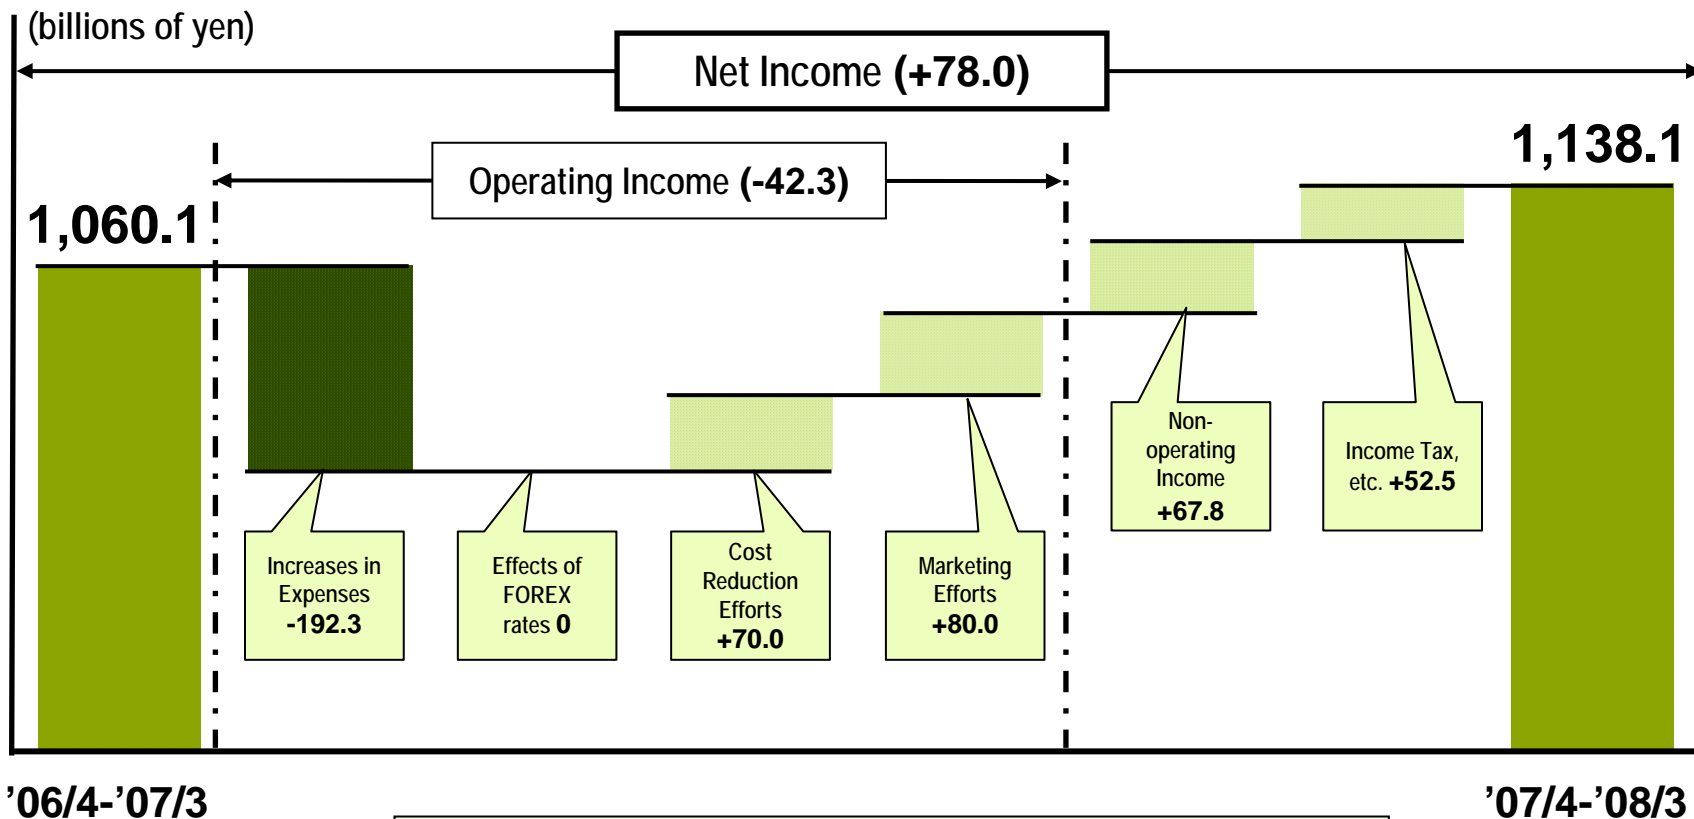 (billions of yen)
Net Income (+78.0)
1,138.1
Operating Income (-42.3)
1,060.1
Non-
operating
Income
+67.8
Income Tax,
etc. +52.5
Increases in
Expenses
-192.3
Effects of
FOREX
rates 0
Cost
Reduction
Efforts
+70.0
Marketing
Efforts
+80.0
’06/4-’07/3
’07/4-’08/3